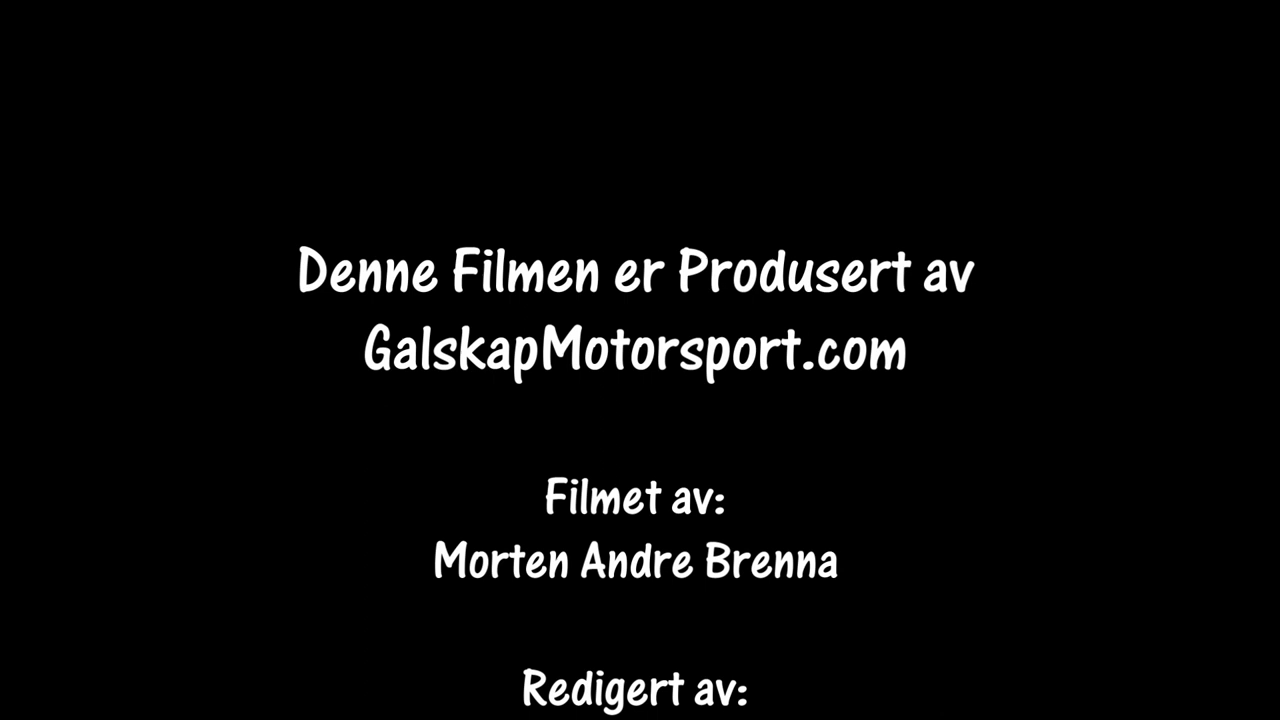 Denne Filmen er Produsert av
GalskapMotorsport.com
Filmet av:
Morten Andre Brenna
Redigert av: